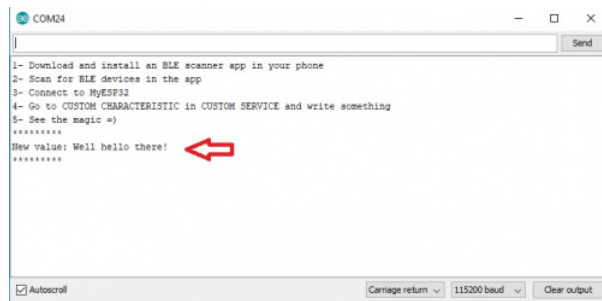 COM24
Send
1- Download and install an BLE scanner app in your phone
2- Scan for BLE devices in the app
3- Connect to MyESP32
4- Go to CUSTOM CHARACTERISTIC in CUSTOM SERVICE and write something
5- See the magic =)
*********
New value: Well hello there!
*********
Autoscroll Carriage return 115200 baud Clear output